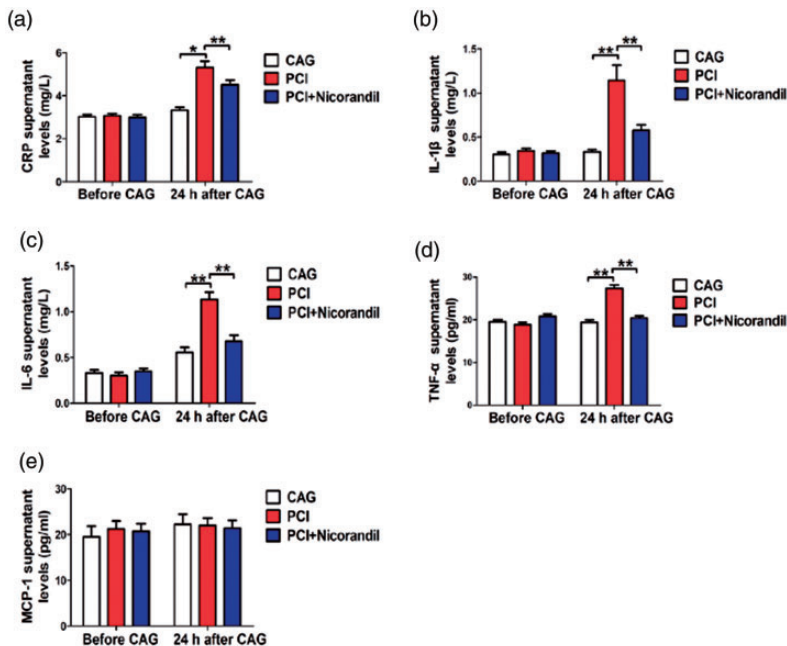 (a)
CRP supernatant
levels (mg/L)
6
4
2
0
* **
Before CAG 24 h after CAG
CAG
PCI
PCI+Nicorandil
(b)
IL-1β supernatant
levels (mg/L)
1.5
1.0
0.5
0.0
** **
Before CAG 24 h after CAG
CAG
PCI
PCI+Nicorandil
(c)
IL-6 supernatant
levels (mg/L)
1.5
1.0
0.5
0.0
** **
Before CAG 24 h after CAG
CAG
PCI
PCI+Nicorandil
(d)
TNF-α supernatant
levels (pg/ml)
30
20
10
0
** **
Before CAG 24 h after CAG
CAG
PCI
PCI+Nicorandil
(e)
MCP-1 supernatant
levels (pg/ml)
30
20
10
0
Before CAG 24 h after CAG
CAG
PCI
PCI+Nicorandil